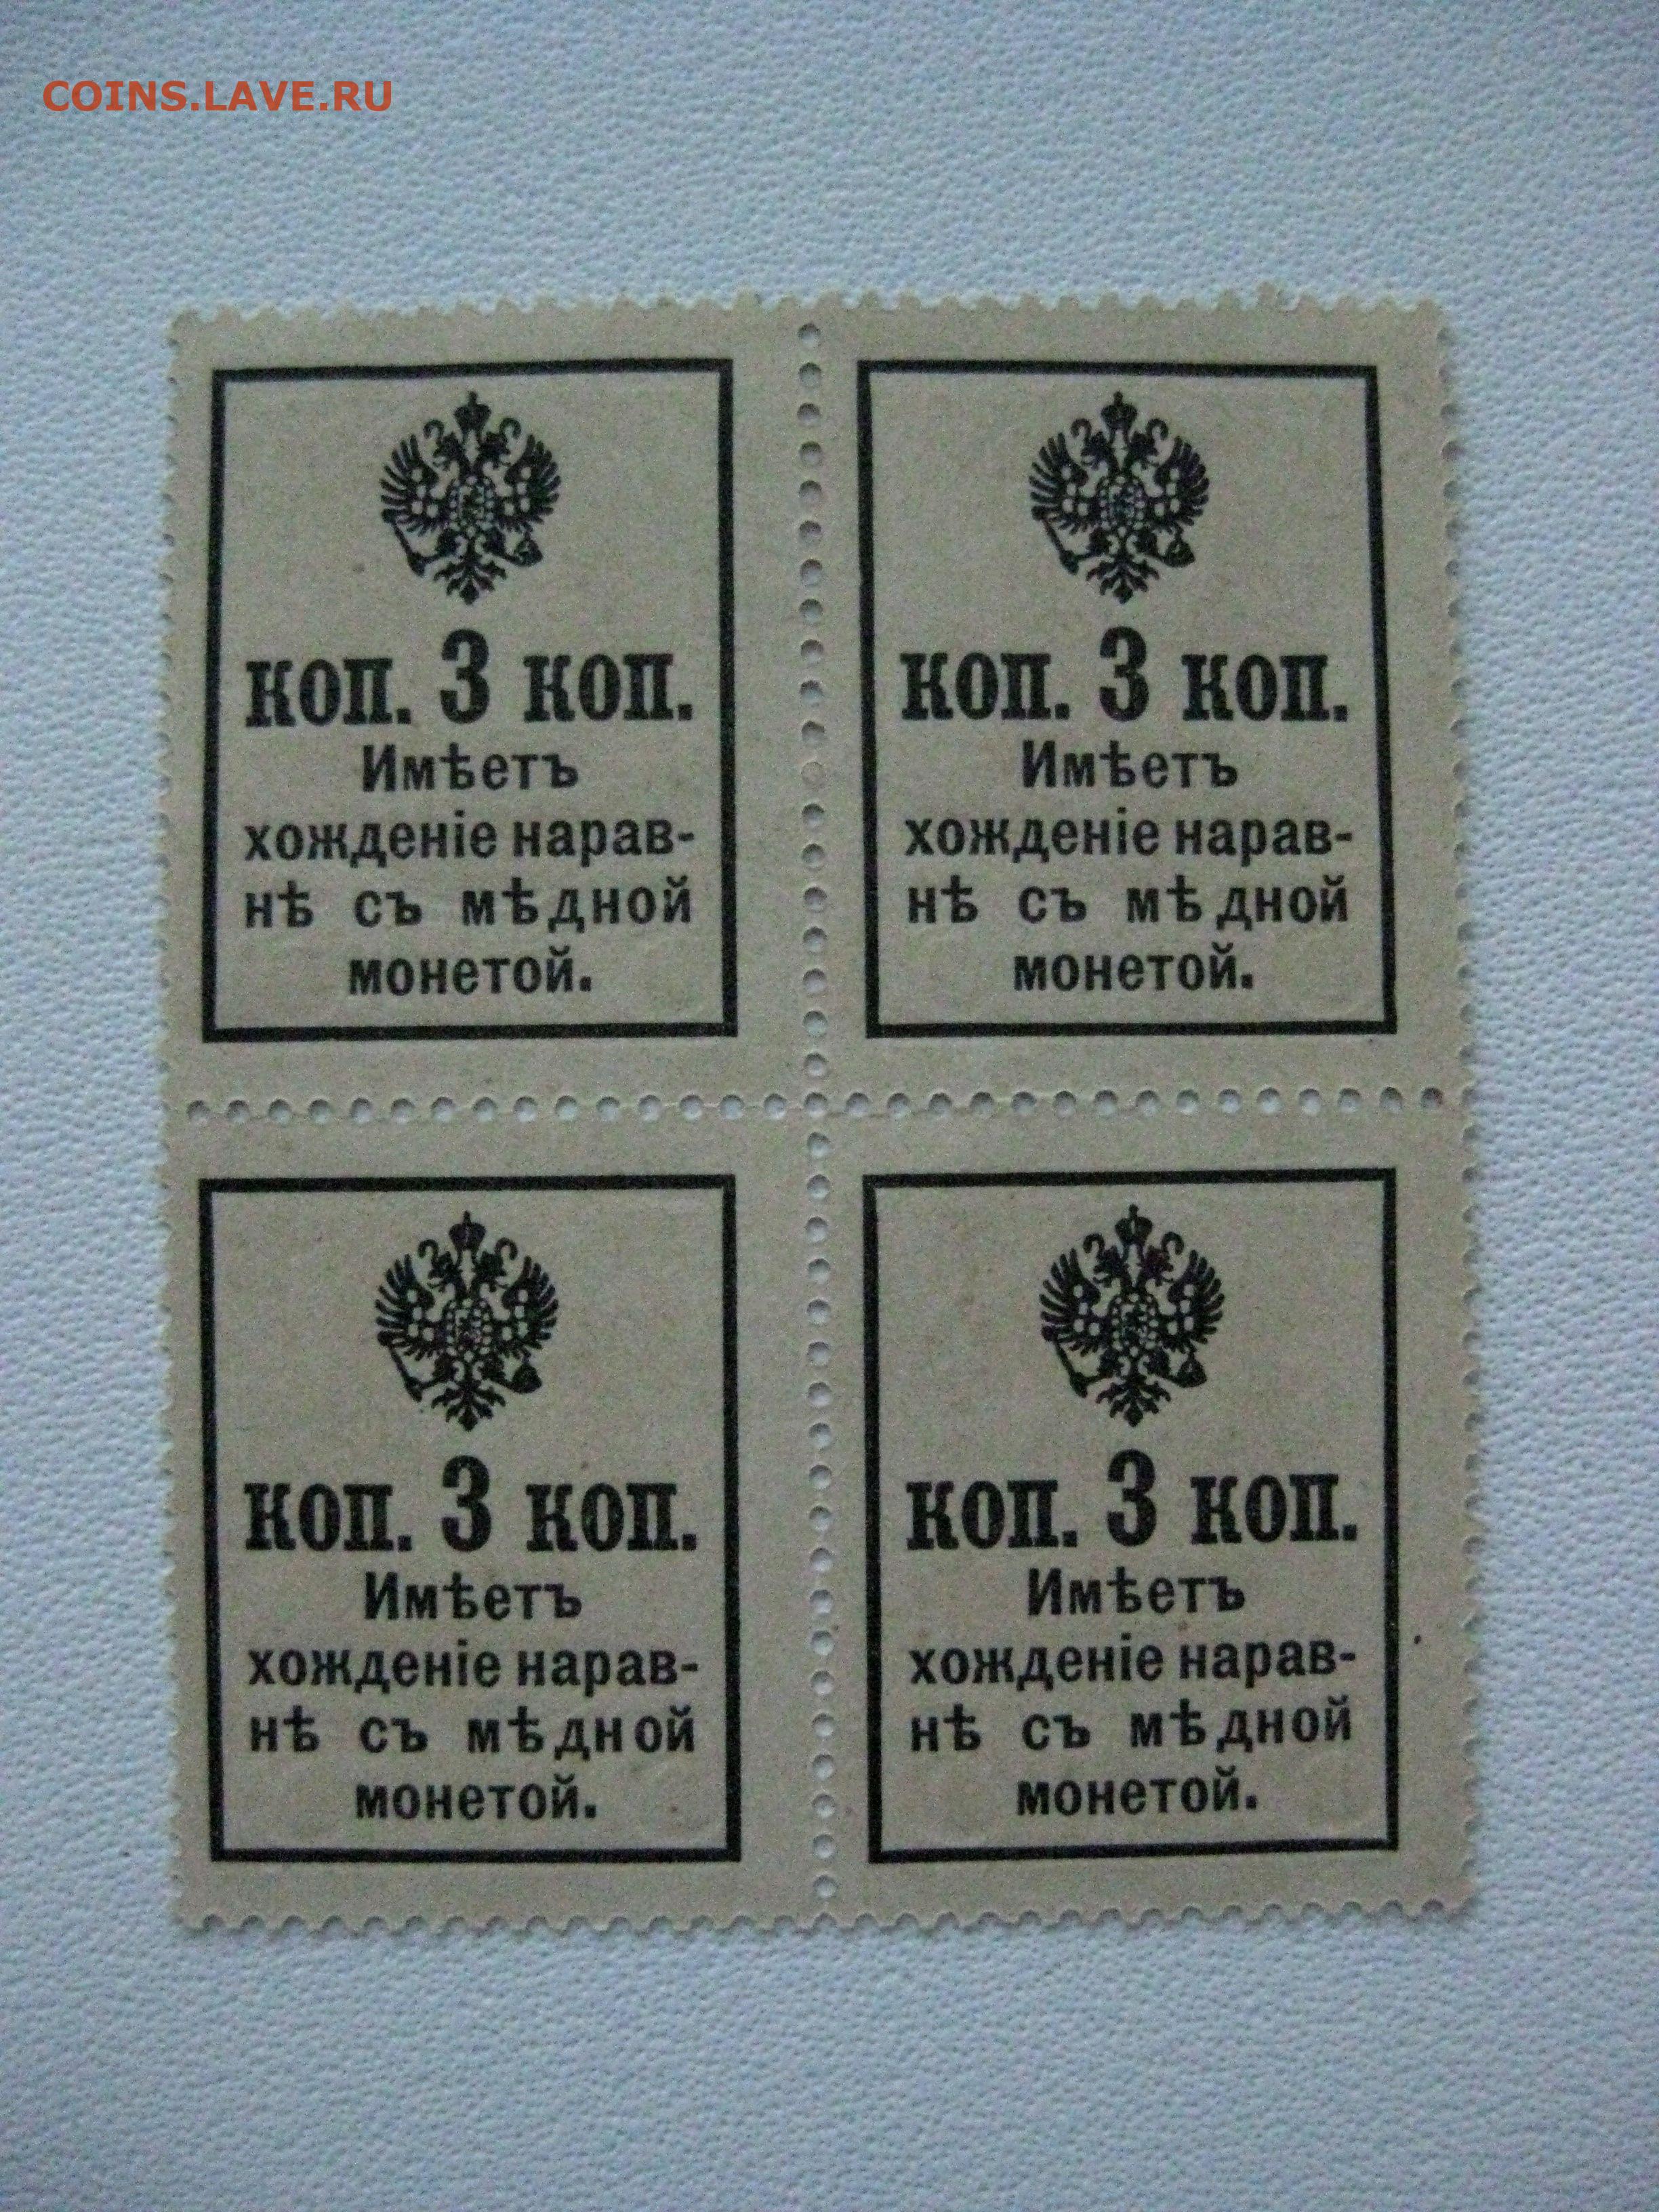 COINS.LAVE.RU
коп. 3 коп.
Имѣетъ
хожденіе нарав-
нѣ съ мѣдной
монетой.
коп. 3 коп.
Имѣетъ
хожденіе нарав-
нѣ съ мѣдной
монетой.
коп. 3 коп.
Имѣетъ
хожденіе нарав-
нѣ съ мѣдной
монетой.
коп. 3 коп.
Имѣетъ
хожденіе нарав-
нѣ съ мѣдной
монетой.